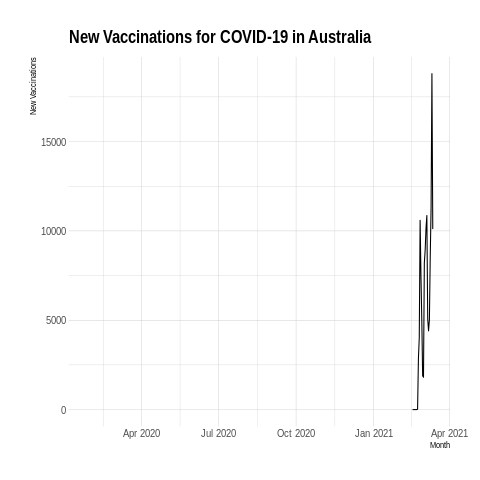 New Vaccinations for COVID-19 in Australia
New Vaccinations
15000
10000
5000
0
Apr 2020 Jul 2020 Oct 2020 Jan 2021 Apr 2021
Month